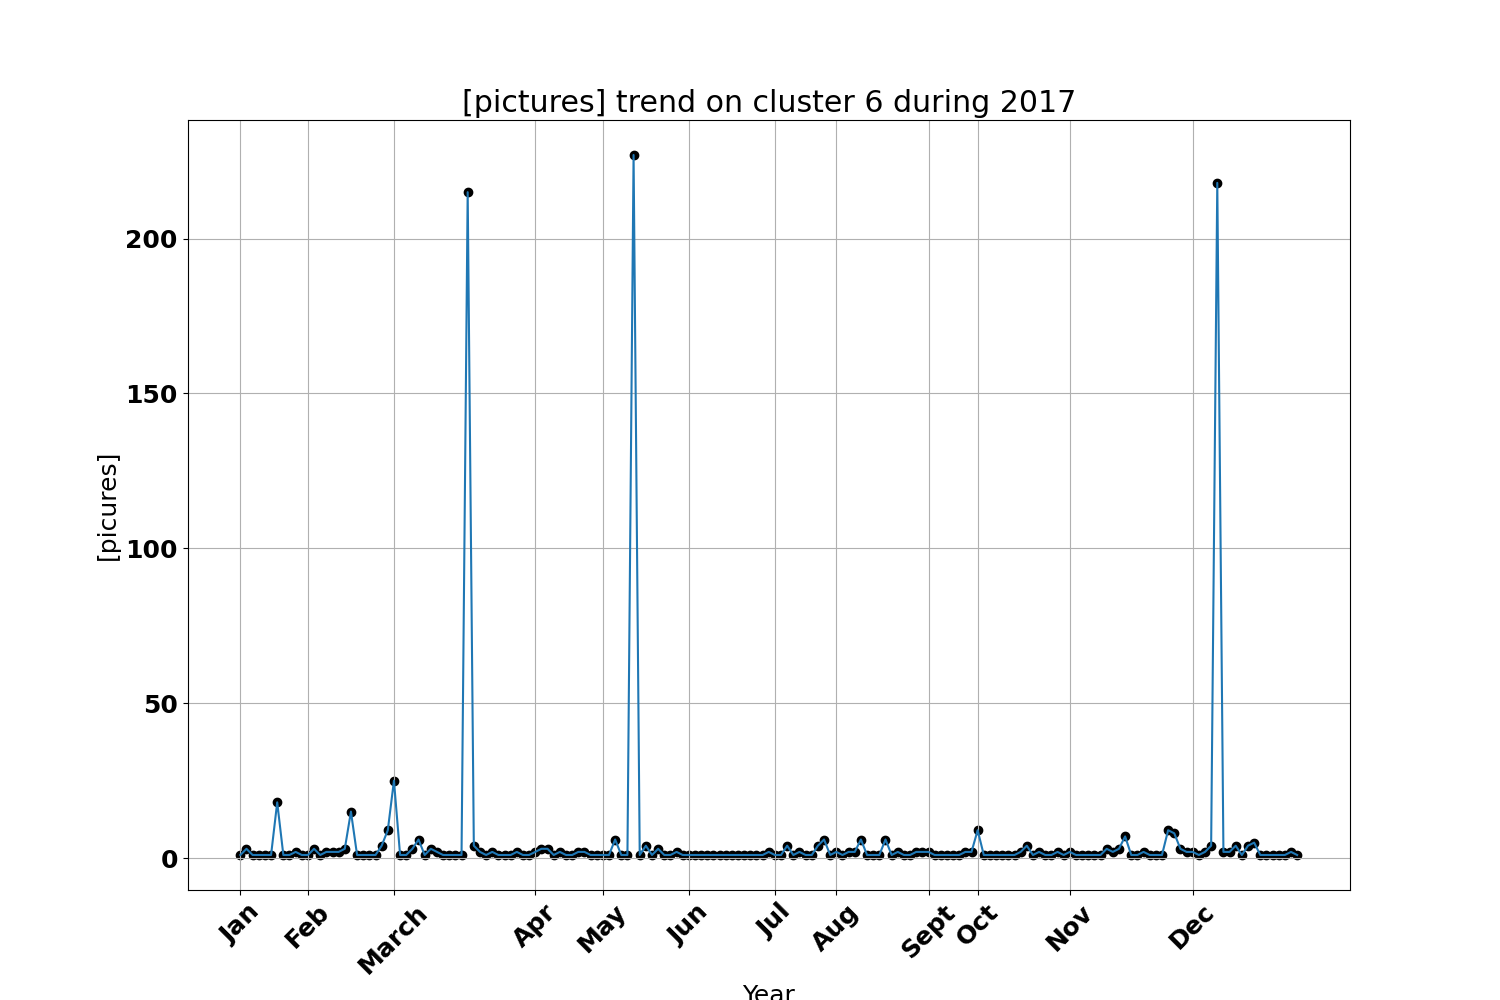 [pictures] trend on cluster 6 during 2017
200
150
100
50
0
[picures]
Jan Feb March Apr May Jun Jul Aug Sept Oct Nov Dec
Year